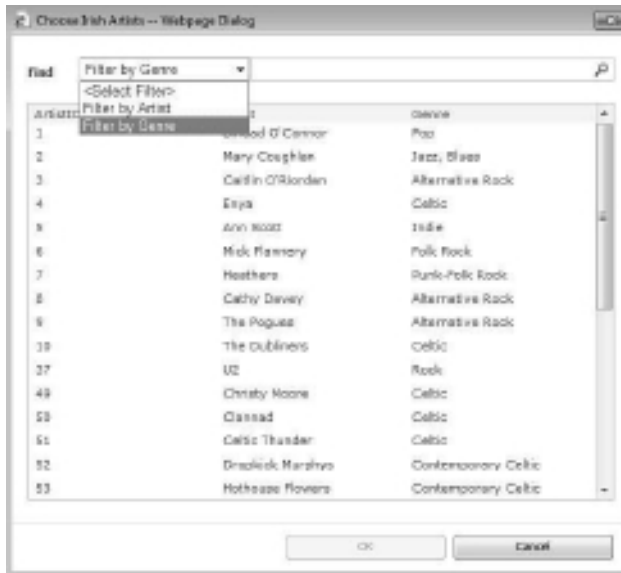 Choose Irish Artists -- Webpage Dialog
Find Filter by Genre
<Select Filter>
Filter by Artist
Filter by Genre
Genre
1 O'Connor Pop
2 Mary Coughlan Jazz, Blues
3 Caitlin O'Riordan Alternative Rock
4 Enya Celtic
5 Ann Scott Indie
6 Mick Flannery Folk Rock
7 Heathers Punk-Folk Rock
8 Cathy Davey Alternative Rock
9 The Pogues Alternative Rock
10 The Dubliners Celtic
37 U2 Rock
49 Christy Moore Celtic
50 Clannad Celtic
51 Celtic Thunder Celtic
52 Contemporary Celtic
53 Hothouse Flowers Contemporary Celtic
OK Cancel